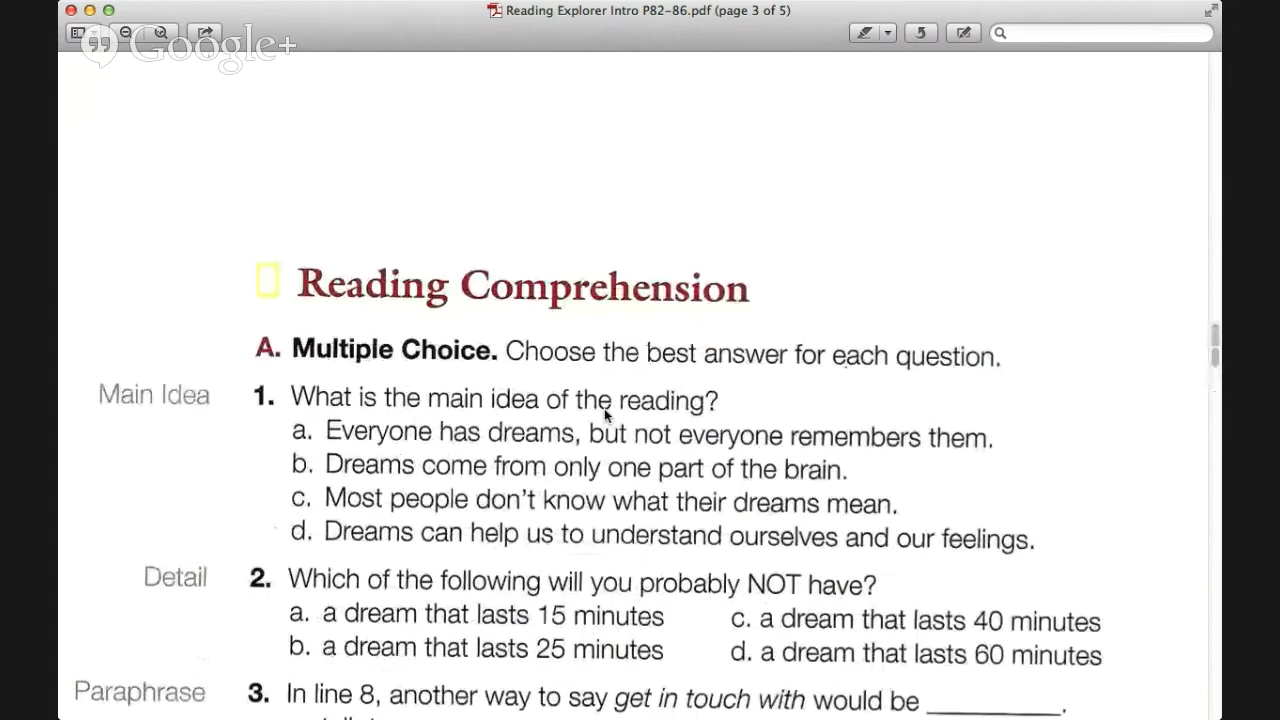 Reading Explorer Intro P82-86.pdf (page 3 of 5)
Google+
Reading Comprehension
A. Multiple Choice. Choose the best answer for each question.
Main Idea 1. What is the main idea of the reading?
a. Everyone has dreams, but not everyone remembers them.
b. Dreams come from only one part of the brain.
c. Most people don't know what their dreams mean.
d. Dreams can help us to understand ourselves and our feelings.
Detail 2. Which of the following will you probably NOT have?
a. a dream that lasts 15 minutes c. a dream that lasts 40 minutes
b. a dream that lasts 25 minutes d. a dream that lasts 60 minutes
Paraphrase 3. In line 8, another way to say get in touch with would be __________.